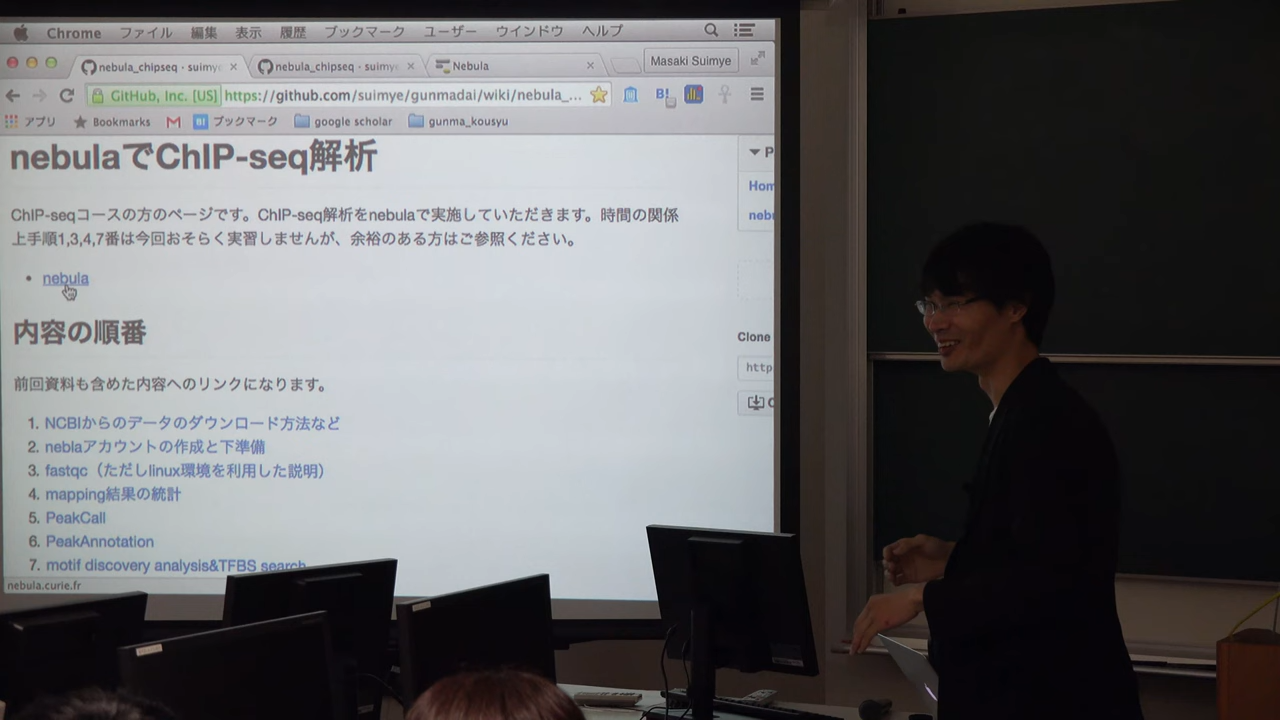 Chrome ファイル 編集 表示 履歴 ブックマーク ユーザー ウインドウ ヘルプ
nebula_chipseq · suimye nebula_chipseq · suimye Nebula Masaki Suimye
GitHub, Inc. [US] https://github.com/suimye/gunmadai/wiki/nebula_...
アプリ Bookmarks ブックマーク google scholar gunma_kousyu
nebulaでChIP-seq解析
ChIP-seqコースの方のページです。ChIP-seq解析をnebulaで実施していただきます。時間の関係
上手順1,3,4,7番は今回おそらく実習しませんが、余裕のある方はご参照ください。
nebula
内容の順番
前回資料も含めた内容へのリンクになります。
1. NCBIからのデータのダウンロード方法など
2. neblaアカウントの作成と下準備
3. fastqc（ただしlinux環境を利用した説明）
4. mapping結果の統計
5. PeakCall
6. PeakAnnotation
7. motif discovery analysis&TFBS search
nebula.curie.fr
P
Hom
neb
Clone
http